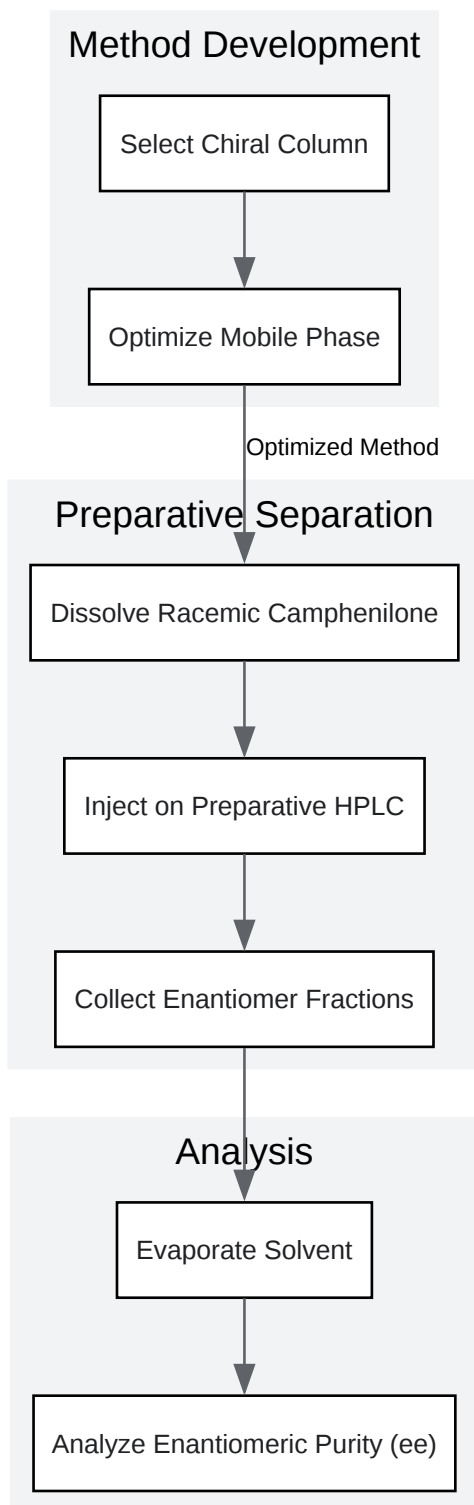 Method Development
Select Chiral Column
Optimize Mobile Phase
Optimized Method
Preparative Separation
Dissolve Racemic Camphenilone
Inject on Preparative HPLC
Collect Enantiomer Fractions
Analysis
Evaporate Solvent
Analyze Enantiomeric Purity (ee)